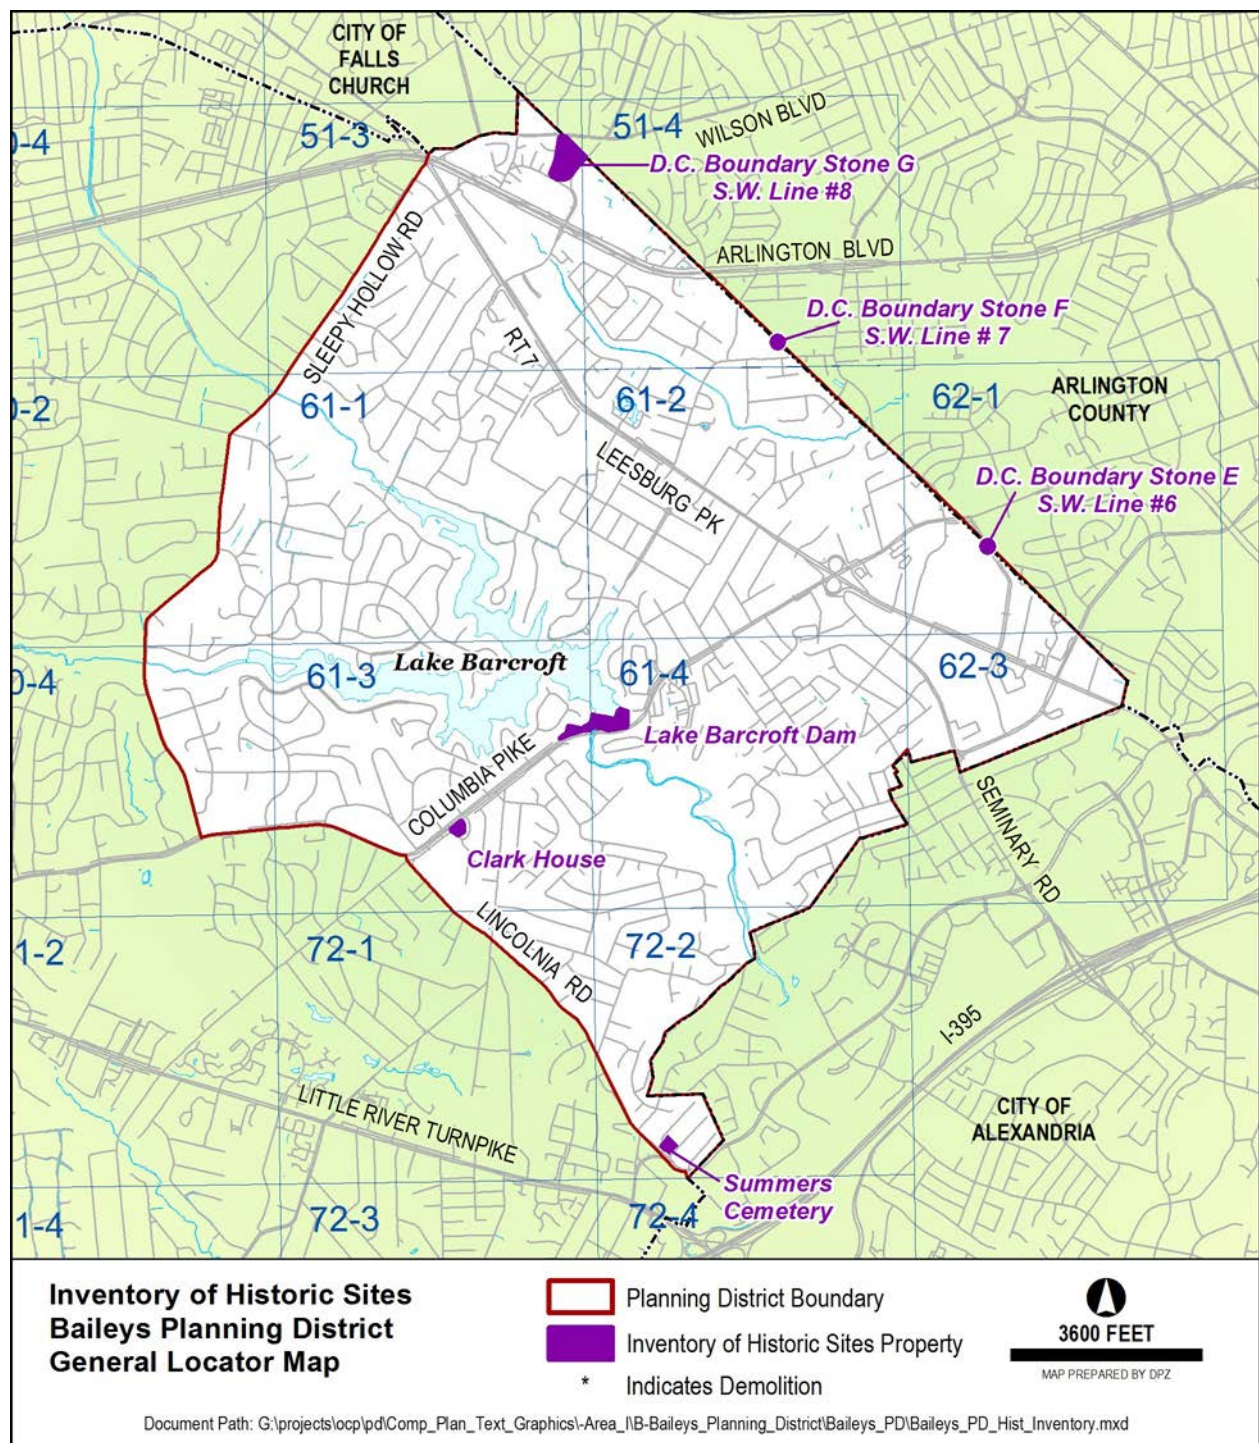 CITY OF
FALLS
CHURCH
51-3
51-4
WILSON BLVD
0-4
D.C. Boundary Stone G
S.W. Line #8
SLEEPY HOLLOW RD
ARLINGTON BLVD
D.C. Boundary Stone F
S.W. Line # 7
RT 7
0-2
61-1
61-2
62-1
ARLINGTON
COUNTY
LEESBURG PK
D.C. Boundary Stone E
S.W. Line #6
0-4
61-3
Lake Barcroft
61-4
62-3
Lake Barcroft Dam
COLUMBIA PIKE
SEMINARY RD
Clark House
LINCOLNIA RD
1-2
72-1
72-2
I-395
LITTLE RIVER TURNPIKE
CITY OF
ALEXANDRIA
Summers
Cemetery
1-4
72-3
72-4
Inventory of Historic Sites
Baileys Planning District
General Locator Map
Planning District Boundary
Inventory of Historic Sites Property
* Indicates Demolition
3600 FEET
MAP PREPARED BY DPZ
Document Path: G:\projects\ocp\pd\Comp_Plan_Text_Graphics\-Area_I\B-Baileys_Planning_District\Baileys_PD\Baileys_PD_Hist_Inventory.mxd